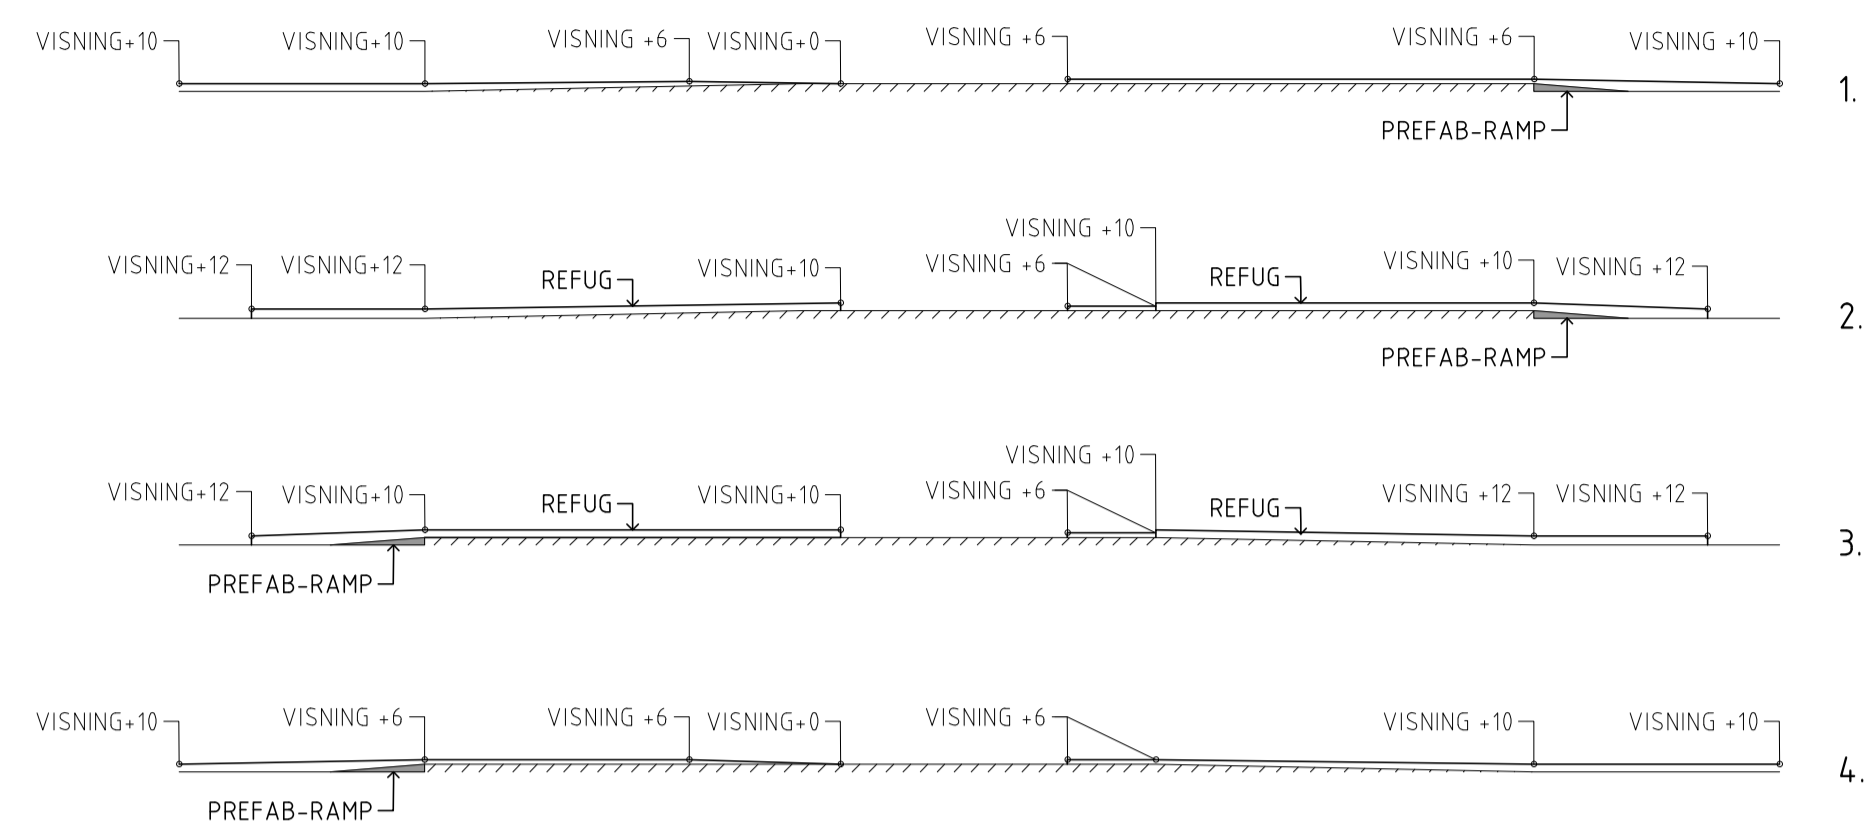 VISNING+10 VISNING+10 VISNING +6 VISNING+0 VISNING +6 VISNING +6 VISNING +10
1.
PREFAB-RAMP
VISNING +10
VISNING+12 VISNING+12 REFUG VISNING+10 VISNING +6 REFUG VISNING +10 VISNING +12
2.
PREFAB-RAMP
VISNING +10
VISNING+12 VISNING+10 REFUG VISNING+10 VISNING +6 REFUG VISNING +12 VISNING +12
3.
PREFAB-RAMP
VISNING+10 VISNING +6 VISNING +6 VISNING+0 VISNING +6 VISNING +10 VISNING +10
4.
PREFAB-RAMP